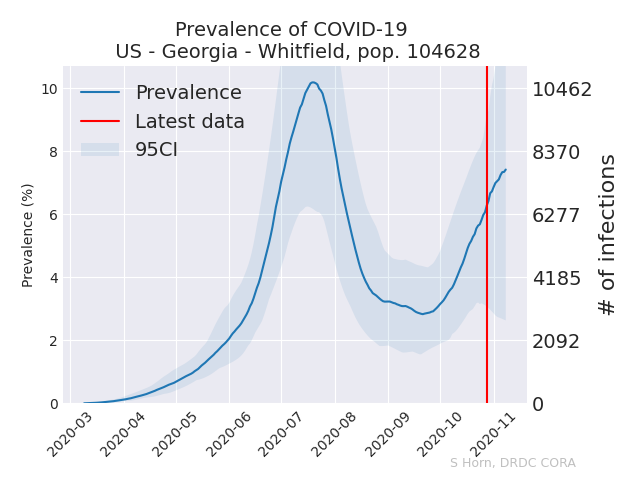 Prevalence of COVID-19
US - Georgia - Whitfield, pop. 104628
Prevalence
Latest data
95CI
Prevalence (%)
10
8
6
4
2
0
10462
8370
6277
4185
2092
0
# of infections
2020-03
2020-04
2020-05
2020-06
2020-07
2020-08
2020-09
2020-10
2020-11
S Horn, DRDC CORA